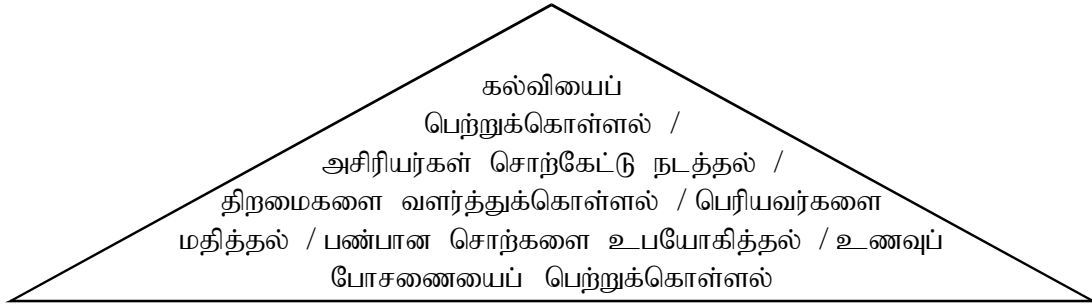 கல்வியைப்
பெற்றுக்கொள்ளல் /
அசிரியர்கள் சொற்கேட்டு நடத்தல் /
திறமைகளை வளர்த்துக்கொள்ளல் / பெரியவர்களை
மதித்தல் / பண்பான சொற்களை உபயோகித்தல் / உணவுப்
போசணையைப் பெற்றுக்கொள்ளல்